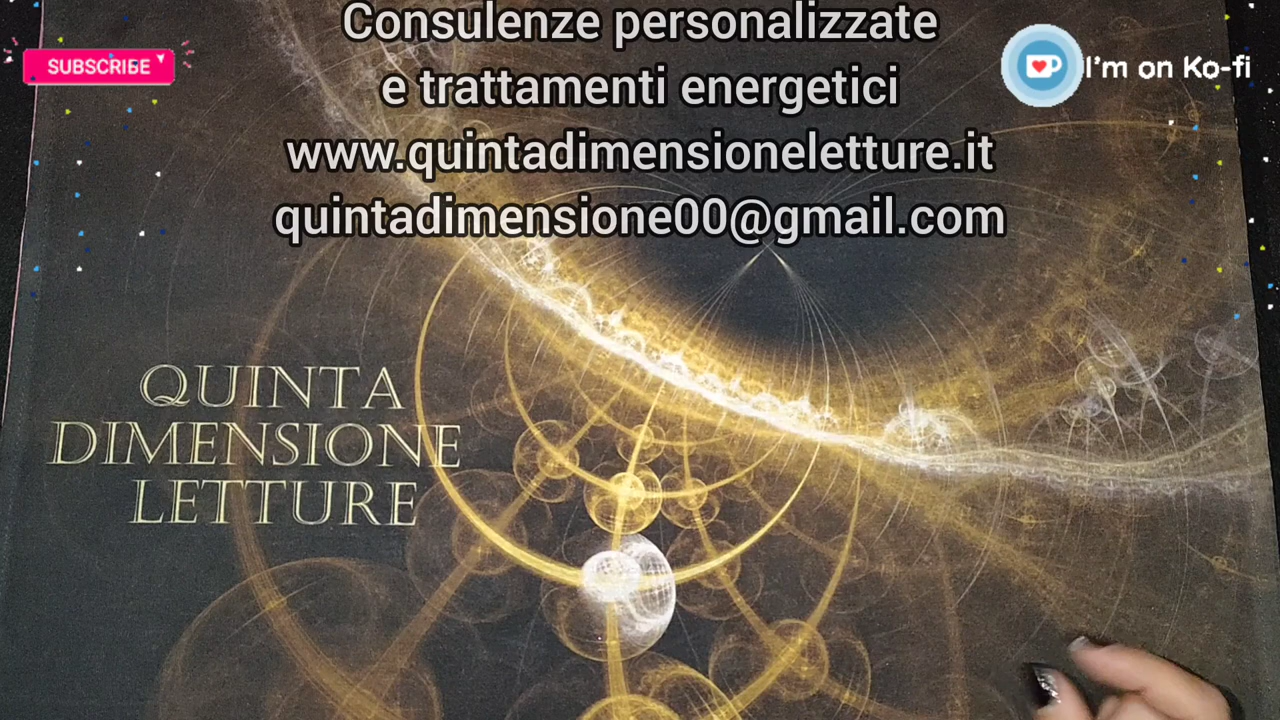 Consulenze personalizzate
e trattamenti energetici
www.quintadimensioneletture.it
quintadimensione00@gmail.com
SUBSCRIBE
I'm on Ko-fi
QUINTA
DIMENSIONE
LETTURE